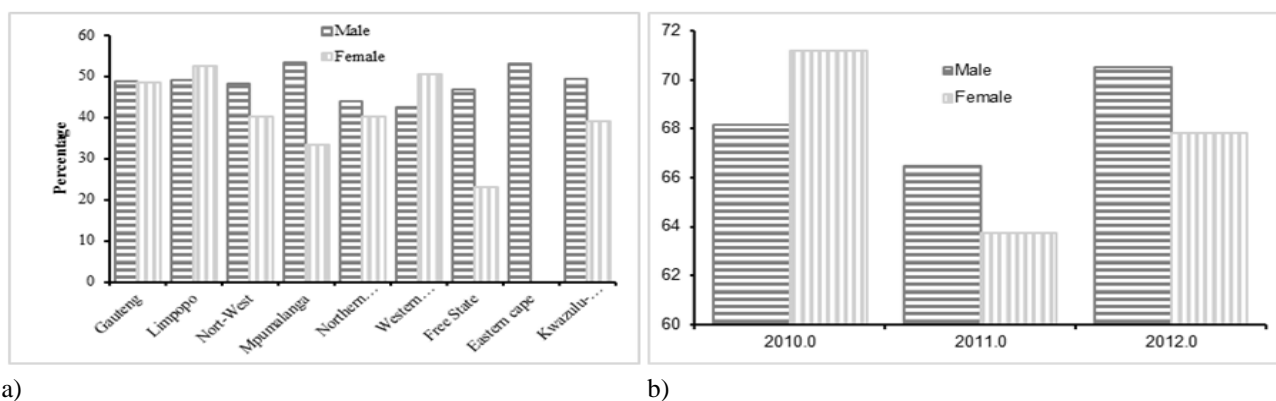 60
50
40
30
20
10
0
Percentage
Male
Female
Gauteng
Limpopo
Nort-West
Mpumalanga
Northern…
Western…
Free State
Eastern cape
Kwazulu-…
a)
72
70
68
66
64
62
60
Male
Female
2010.0
2011.0
2012.0
b)